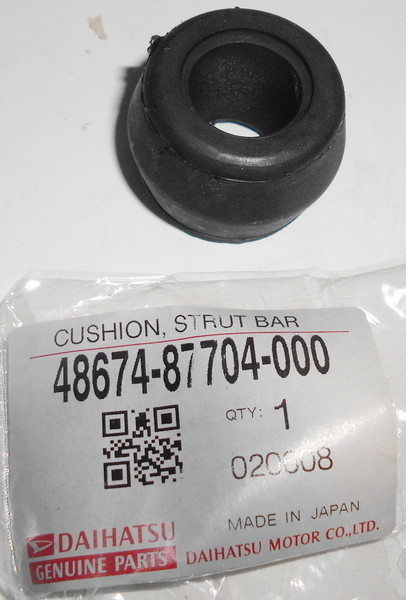 CUSHION, STRUT BAR
48674-87704-000
QTY: 1
020608
MADE IN JAPAN
DAIHATSU
GENUINE PARTS
DAIHATSU MOTOR CO.,LTD.